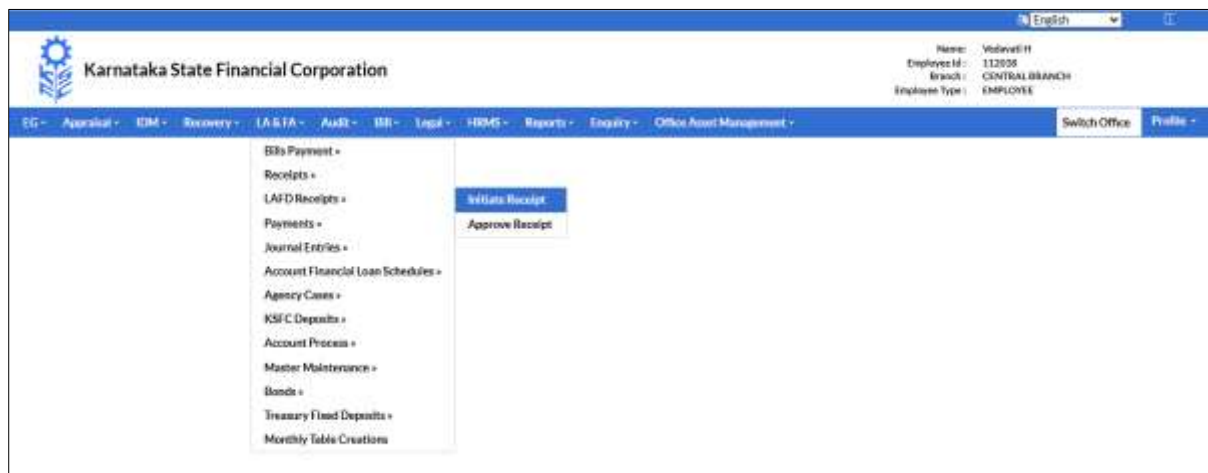 English
Karnataka State Financial Corporation
Name: Vedavati H
Employee Id : 112038
Branch : CENTRAL BRANCH
Employee Type : EMPLOYEE
EG Appraisal IDM Recovery LA & FA Audit Bill Legal HRMS Reports Enquiry Office Asset Management Switch Office Profile
Bills Payment »
Receipts »
LAFD Receipts » Initiate Receipt
Payments » Approve Receipt
Journal Entries »
Account Financial Loan Schedules »
Agency Cases »
KSFC Deposits »
Account Process »
Master Maintenance »
Bonds »
Treasury Fixed Deposits »
Monthly Table Creations